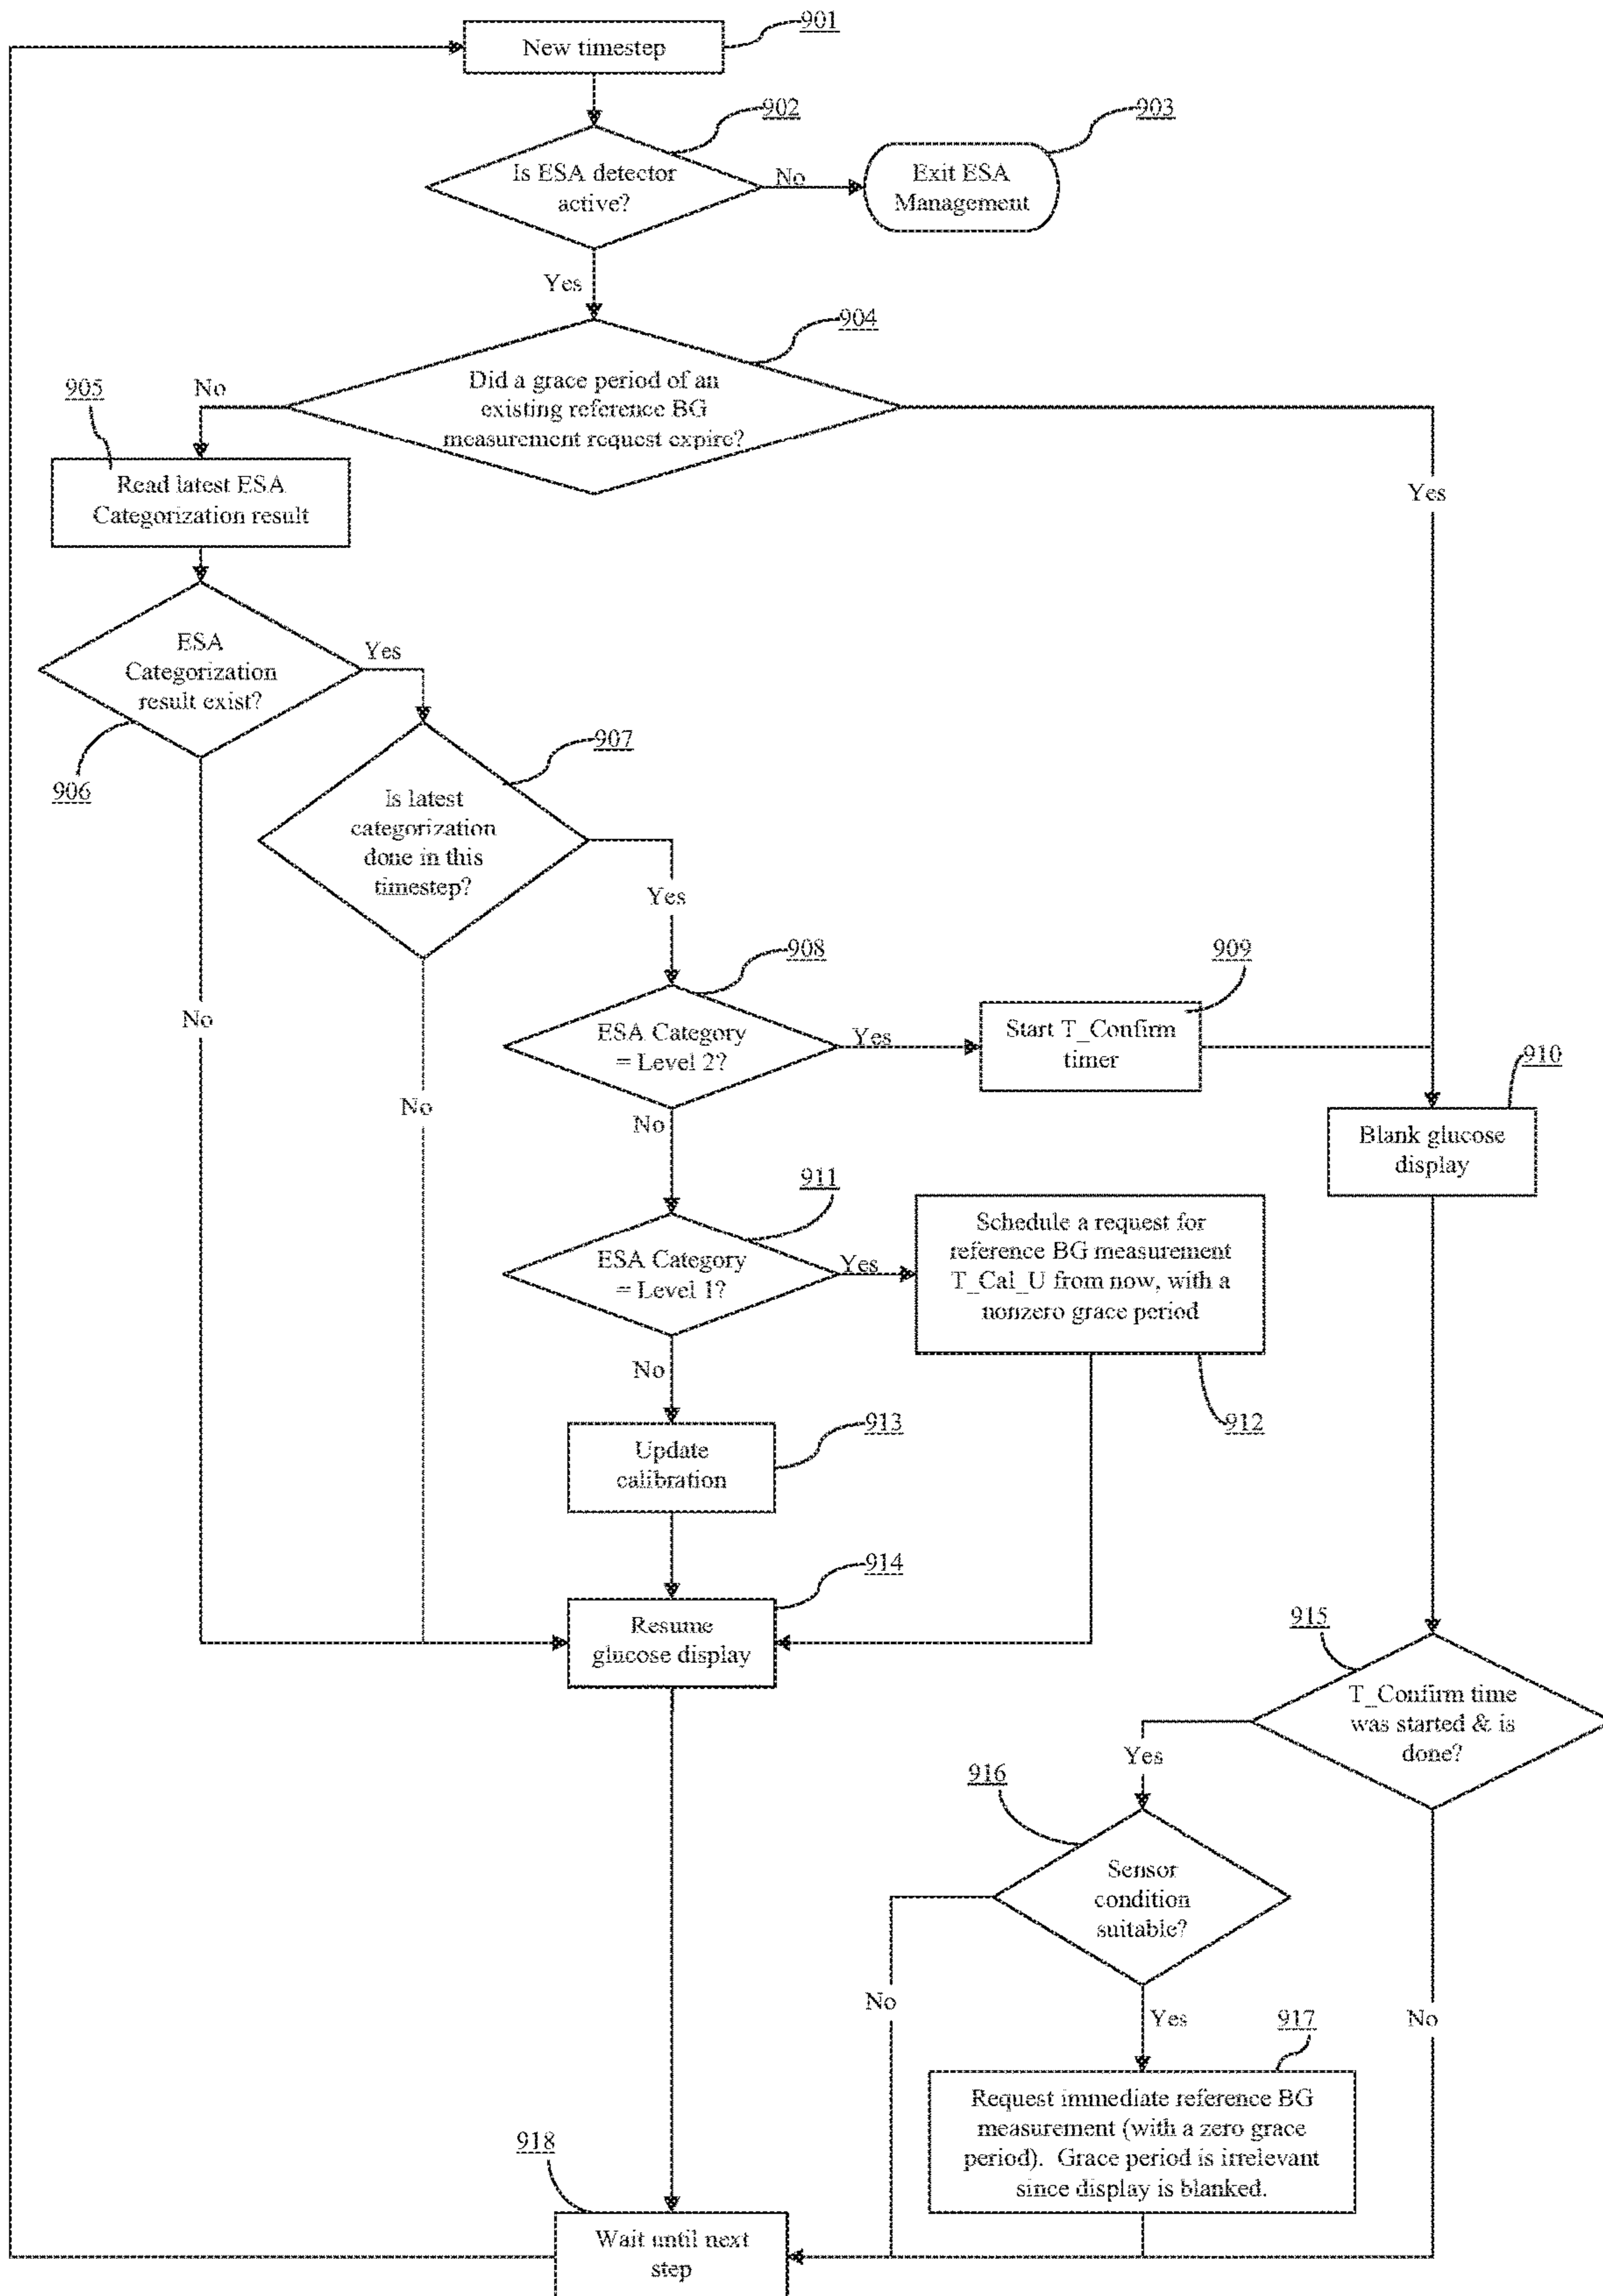 901
New timestep
902
903
Is ESA detector
active?
No
Exit ESA
Management
Yes
904
905
No
Did a grace period of an
existing reference BG
measurement request expire?
Read latest ESA
Categorization result
Yes
ESA
Categorization
result exist?
Yes
907
906
Is latest
categorization
done in this
timestep?
Yes
908
909
No
ESA Category
= Level 2?
Yes
Start T_Confirm
timer
910
No
No
Blank glucose
display
911
Schedule a request for
reference BG measurement
T_Cal_U from now, with a
nonzero grace period
ESA Category
= Level 1?
Yes
No
913
912
Update
calibration
914
915
Resume
glucose display
T_Confirm time
was started & is
done?
Yes
916
Sensor
condition
suitable?
No
Yes
917
No
Request immediate reference BG
measurement (with a zero grace
period). Grace period is irrelevant
since display is blanked.
918
Wait until next
step